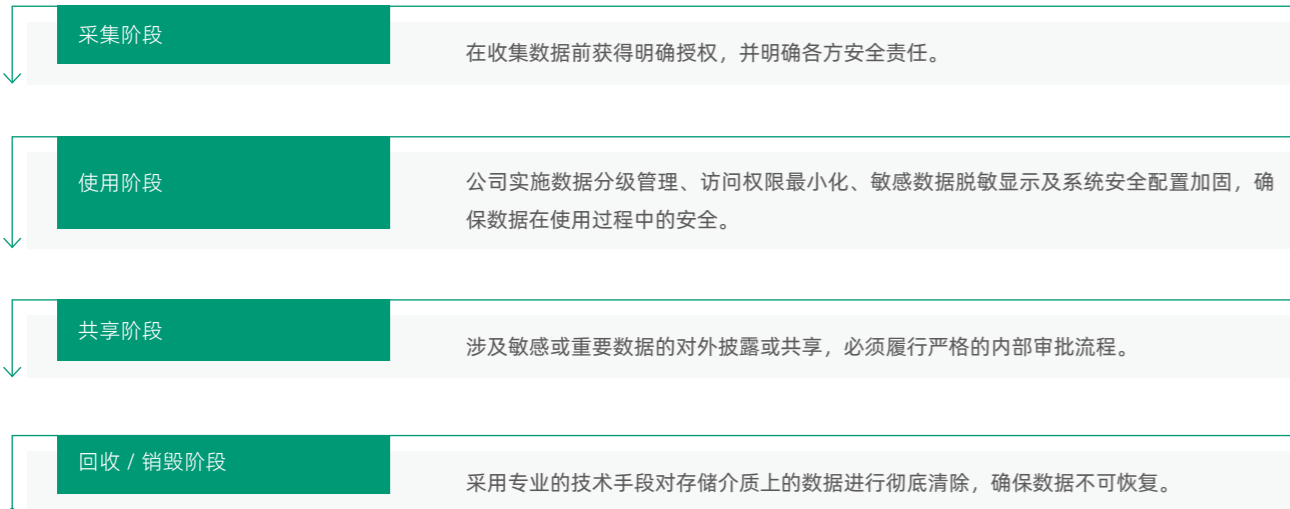 采集阶段
在收集数据前获得明确授权，并明确各方安全责任。
使用阶段
公司实施数据分级管理、访问权限最小化、敏感数据脱敏显示及系统安全配置加固，确
保数据在使用过程中的安全。
共享阶段
涉及敏感或重要数据的对外披露或共享，必须履行严格的内部审批流程。
回收 / 销毁阶段
采用专业的技术手段对存储介质上的数据进行彻底清除，确保数据不可恢复。